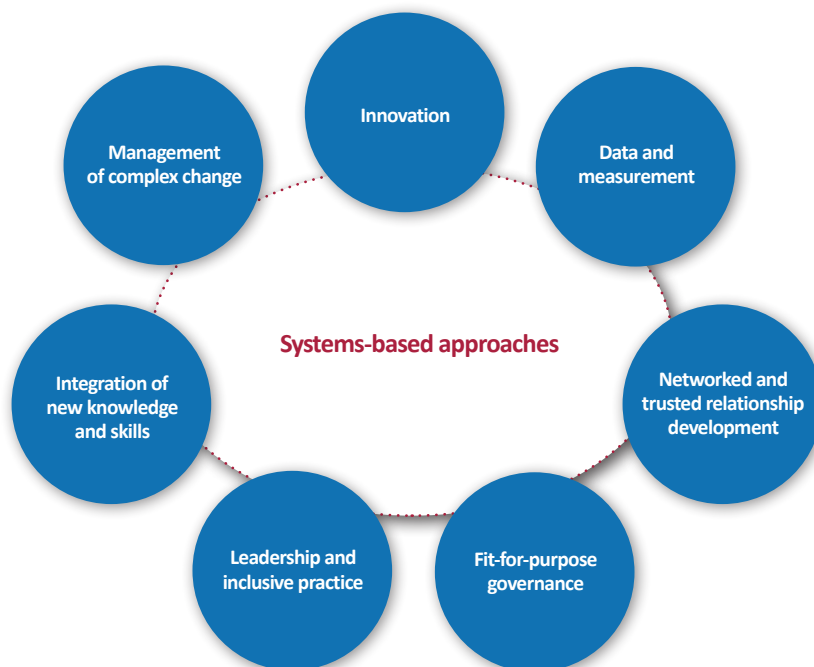 Innovation
Management
of complex change
Data and
measurement
Systems-based approaches
Integration of
new knowledge
and skills
Networked and
trusted relationship
development
Leadership and
inclusive practice
Fit-for-purpose
governance